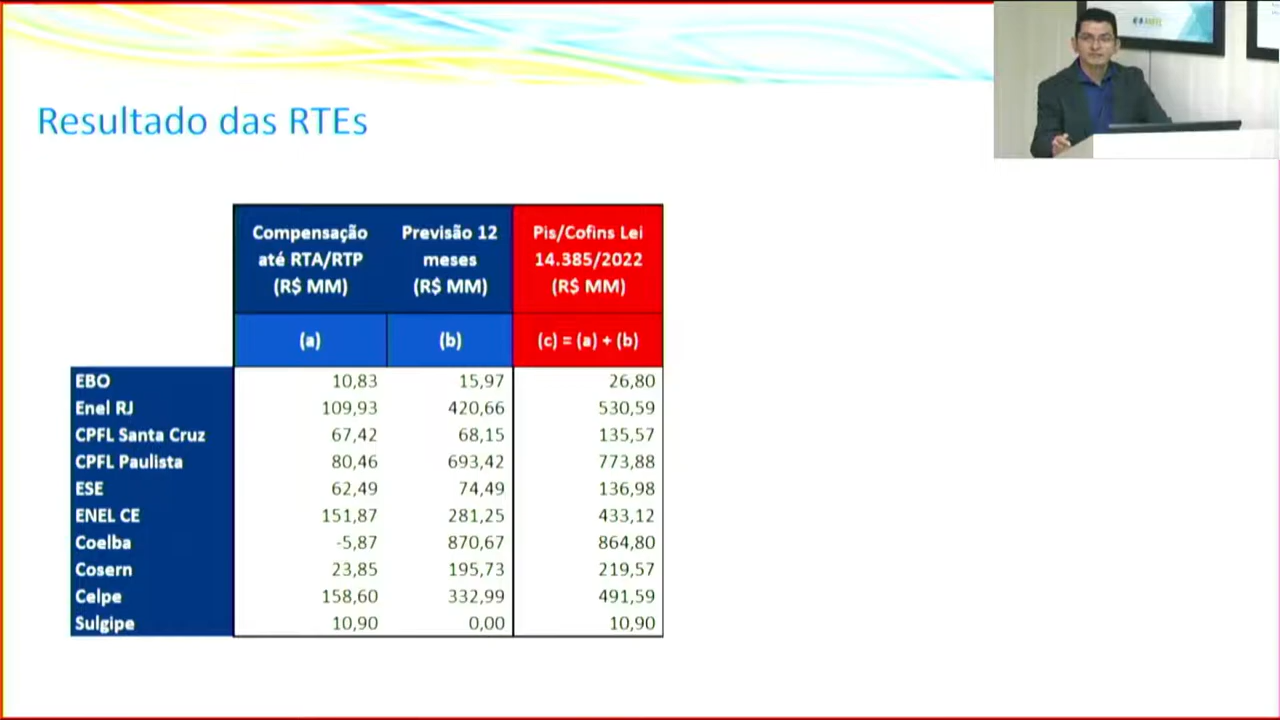 Resultado das RTEs
Compensação até RTA/RTP (R$ MM) Previsão 12 meses (R$ MM) Pis/Cofins Lei 14.385/2022 (R$ MM)
(a) (b) (c) = (a) + (b)
EBO 10,83 15,97 26,80
Enel RJ 109,93 420,66 530,59
CPFL Santa Cruz 67,42 68,15 135,57
CPFL Paulista 80,46 693,42 773,88
ESE 62,49 74,49 136,98
ENEL CE 151,87 281,25 433,12
Coelba -5,87 870,67 864,80
Cosern 23,85 195,73 219,57
Celpe 158,60 332,99 491,59
Sulgipe 10,90 0,00 10,90